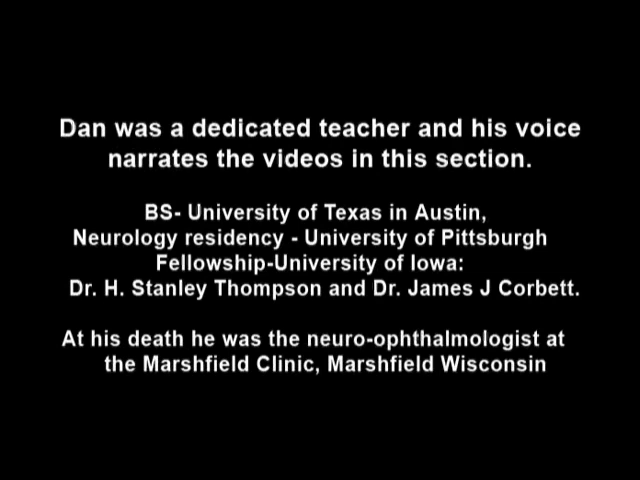 Dan was a dedicated teacher and his voice
narrates the videos in this section.
BS- University of Texas in Austin,
Neurology residency - University of Pittsburgh
Fellowship-University of Iowa:
Dr. H. Stanley Thompson and Dr. James J Corbett.
At his death he was the neuro-ophthalmologist at
the Marshfield Clinic, Marshfield Wisconsin